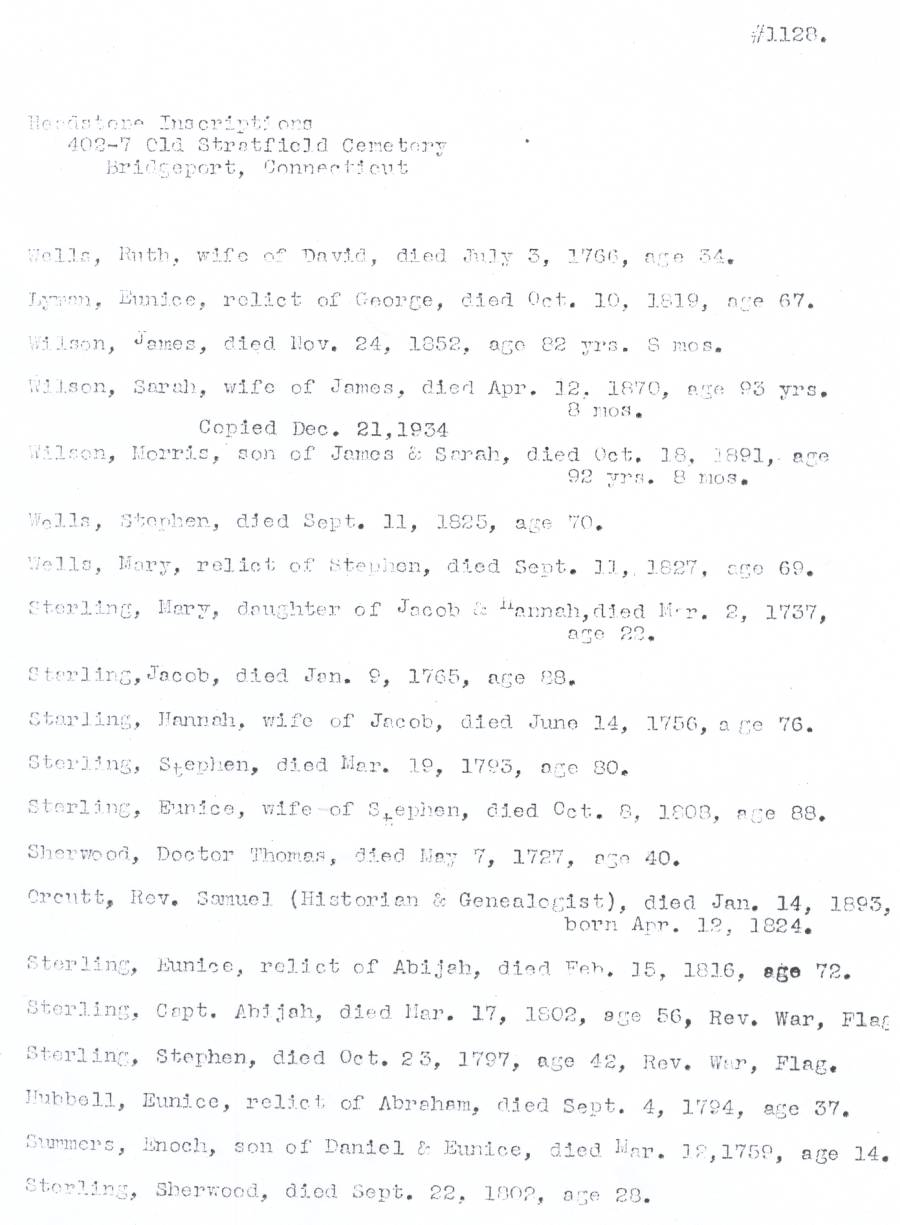 #1128.
Headstone Inscriptions
402-7 Old Stratfield Cemetery
Bridgeport, Connecticut
Wells, Ruth, wife of David, died July 3, 1766, age 34.
Lyman, Eunice, relict of George, died Oct. 10, 1819, age 67.
Wilson, James, died Nov. 24, 1852, age 82 yrs. 8 mos.
Wilson, Sarah, wife of James, died Apr. 12, 1870, age 93 yrs.
8 mos.
Copied Dec. 21,1934
Wilson, Morris, son of James & Sarah, died Oct. 18, 1891, age
92 yrs. 8 mos.
Wells, Stephen, died Sept. 11, 1825, age 70.
Wells, Mary, relict of Stephen, died Sept. 11, 1827, age 69.
Sterling, Mary, daughter of Jacob & Hannah,died Mar. 2, 1737,
age 22.
Sterling,Jacob, died Jan. 9, 1765, age 88.
Starling, Hannah, wife of Jacob, died June 14, 1756, age 76.
Sterling, Stephen, died Mar. 19, 1793, age 80.
Sterling, Eunice, wife of Stephen, died Oct. 8, 1808, age 88.
Sherwood, Doctor Thomas, died May 7, 1727, age 40.
Orcutt, Rev. Samuel (Historian & Genealogist), died Jan. 14, 1893,
born Apr. 12, 1824.
Sterling, Eunice, relict of Abijah, died Feb. 15, 1816, age 72.
Sterling, Capt. Abijah, died Mar. 17, 1802, age 56, Rev. War, Flag
Sterling, Stephen, died Oct. 23, 1797, age 42, Rev. War, Flag.
Hubbell, Eunice, relict of Abraham, died Sept. 4, 1794, age 37.
Summers, Enoch, son of Daniel & Eunice, died Mar. 12,1759, age 14.
Sterling, Sherwood, died Sept. 22, 1802, age 28.